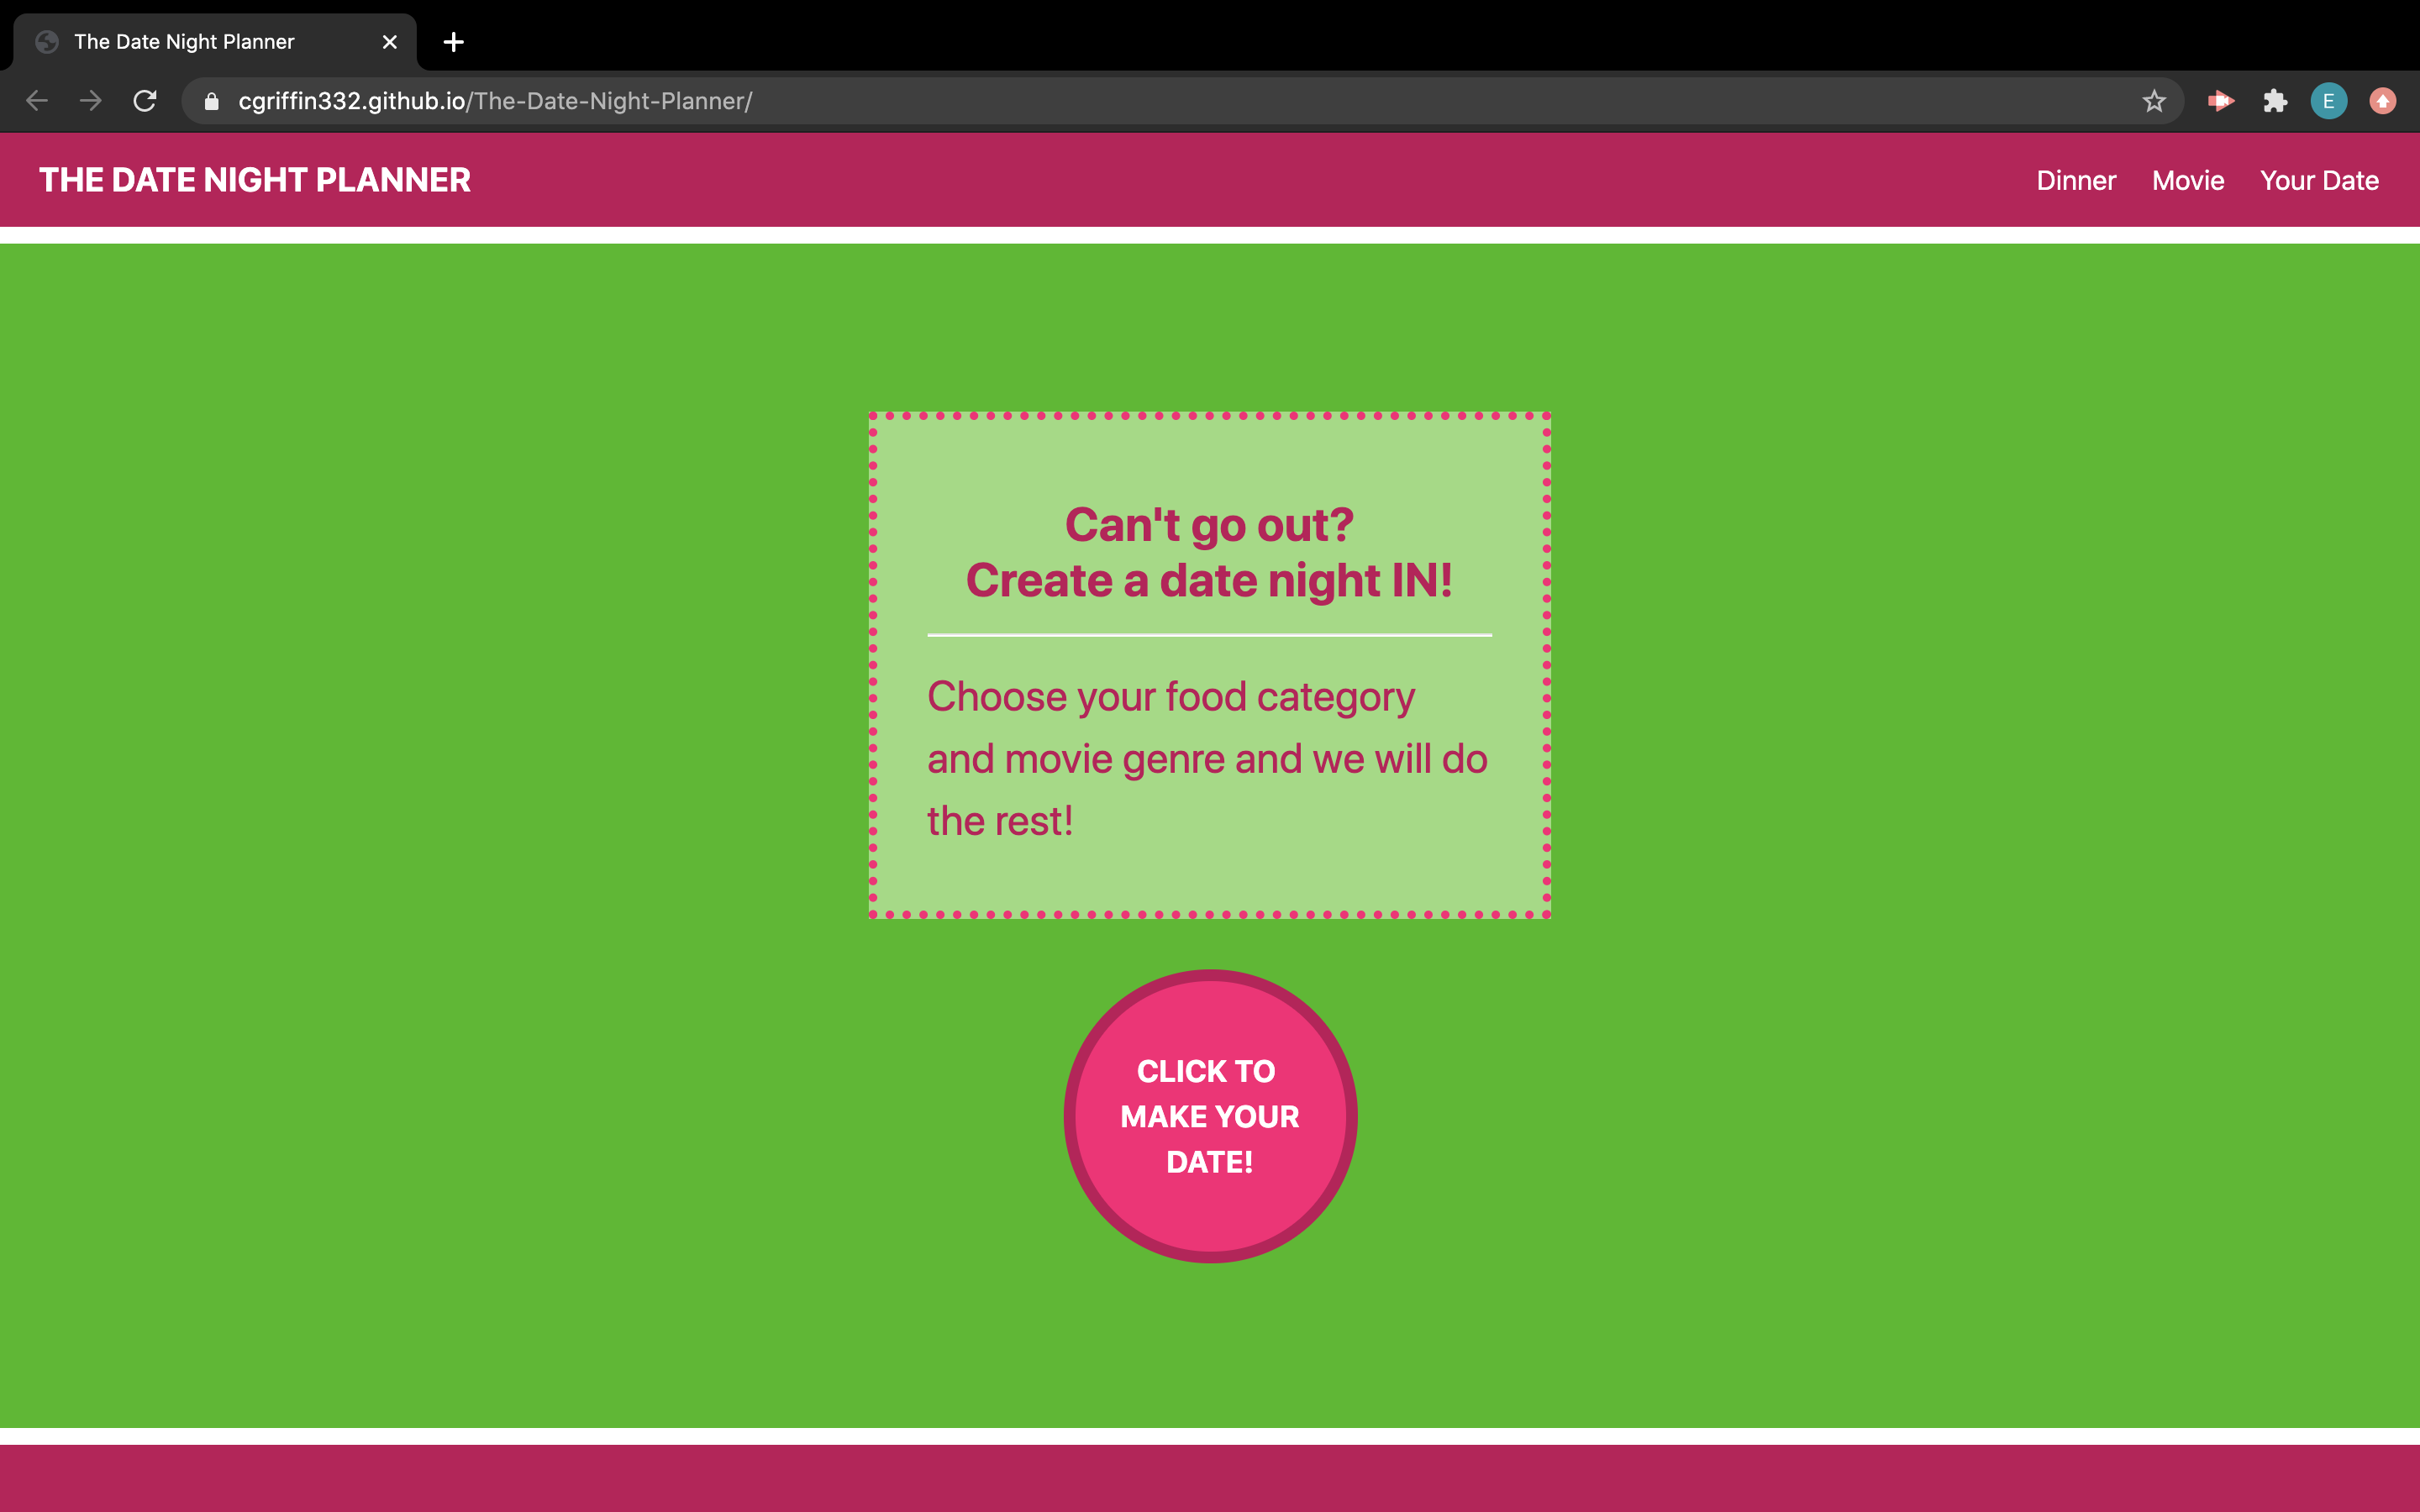 The Date Night Planner
cgriffin332.github.io/The-Date-Night-Planner/
E
THE DATE NIGHT PLANNER
Dinner Movie Your Date
Can't go out?
Create a date night IN!
Choose your food category
and movie genre and we will do
the rest!
CLICK TO
MAKE YOUR
DATE!